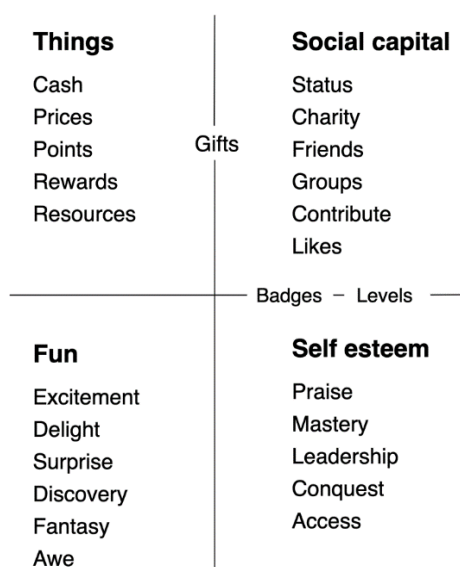 Things
Cash
Prices
Points
Rewards
Resources
Gifts
Social capital
Status
Charity
Friends
Groups
Contribute
Likes
Badges – Levels
Fun
Excitement
Delight
Surprise
Discovery
Fantasy
Awe
Self esteem
Praise
Mastery
Leadership
Conquest
Access